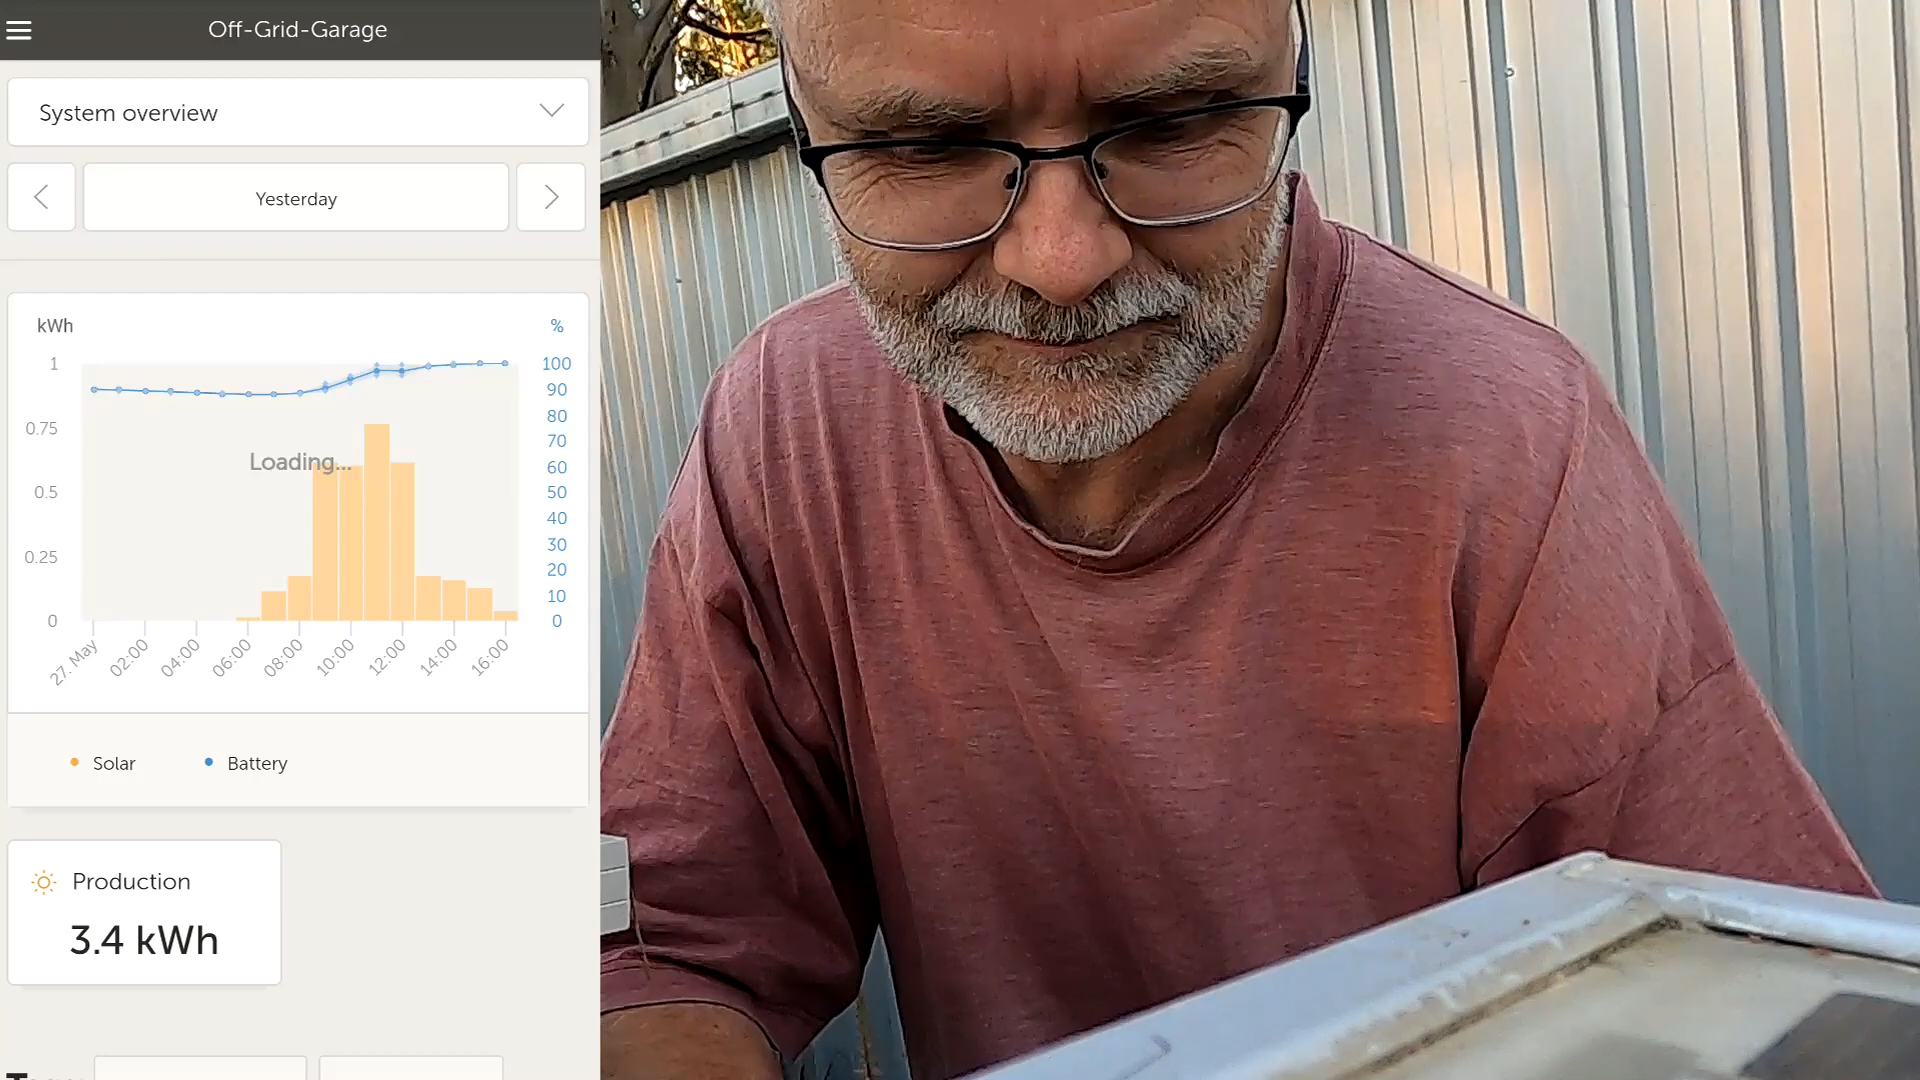 Off-Grid-Garage
System overview
Yesterday
kWh %
1 100
90
80
0.75
70
60
Loading...
0.5 50
40
30
0.25
20
10
0 0
27. May 02:00 04:00 06:00 08:00 10:00 12:00 14:00 16:00
Solar Battery
Production
3.4 kWh